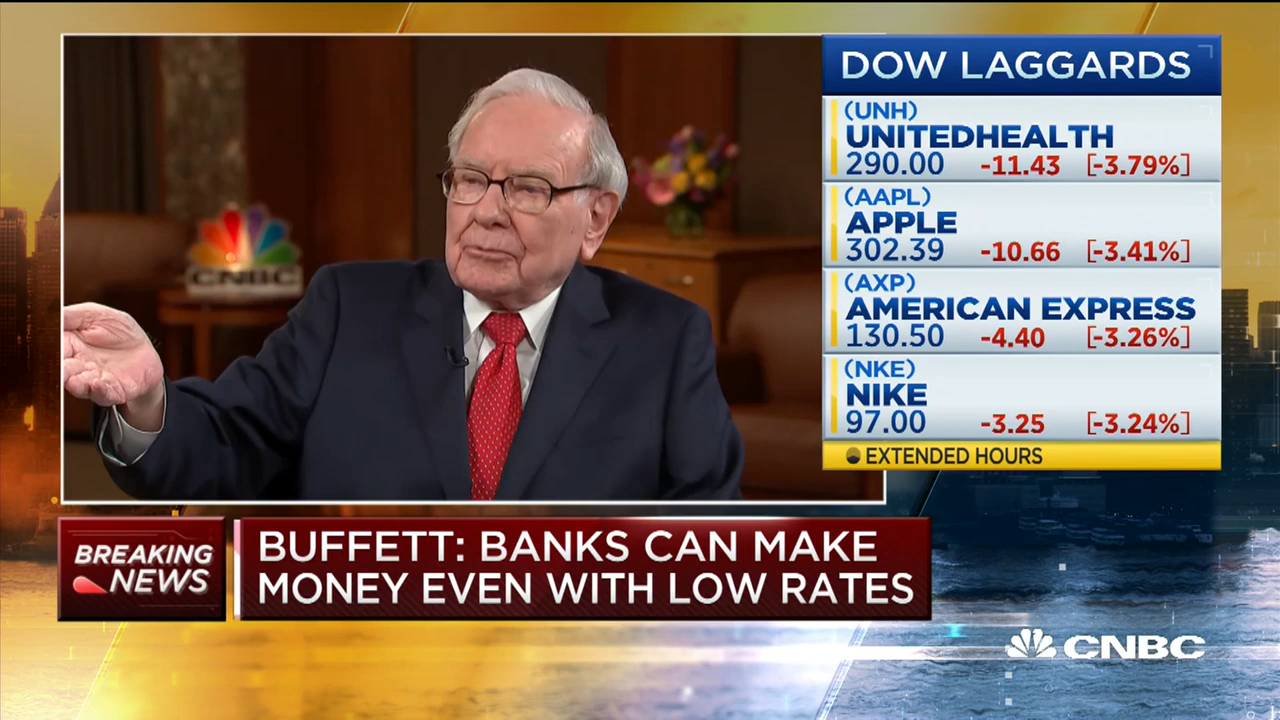 CNBC
DOW LAGGARDS
(UNH)
UNITEDHEALTH
290.00 -11.43 [-3.79%]
(AAPL)
APPLE
302.39 -10.66 [-3.41%]
(AXP)
AMERICAN EXPRESS
130.50 -4.40 [-3.26%]
(NKE)
NIKE
97.00 -3.25 [-3.24%]
EXTENDED HOURS
BREAKING
NEWS
BUFFETT: BANKS CAN MAKE
MONEY EVEN WITH LOW RATES
CNBC